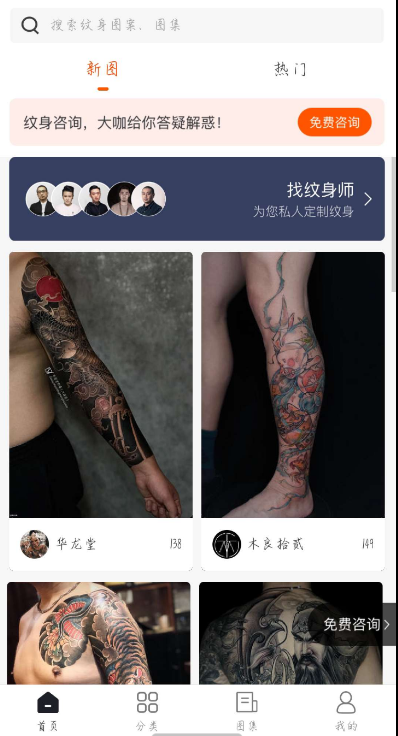 搜索纹身图案、图集
新图
热门
纹身咨询，大咖给你答疑解惑！
免费咨询
找纹身师
为您私人定制纹身
华龙堂
138
木良拾贰
149
免费咨询
首页
分类
图集
我的